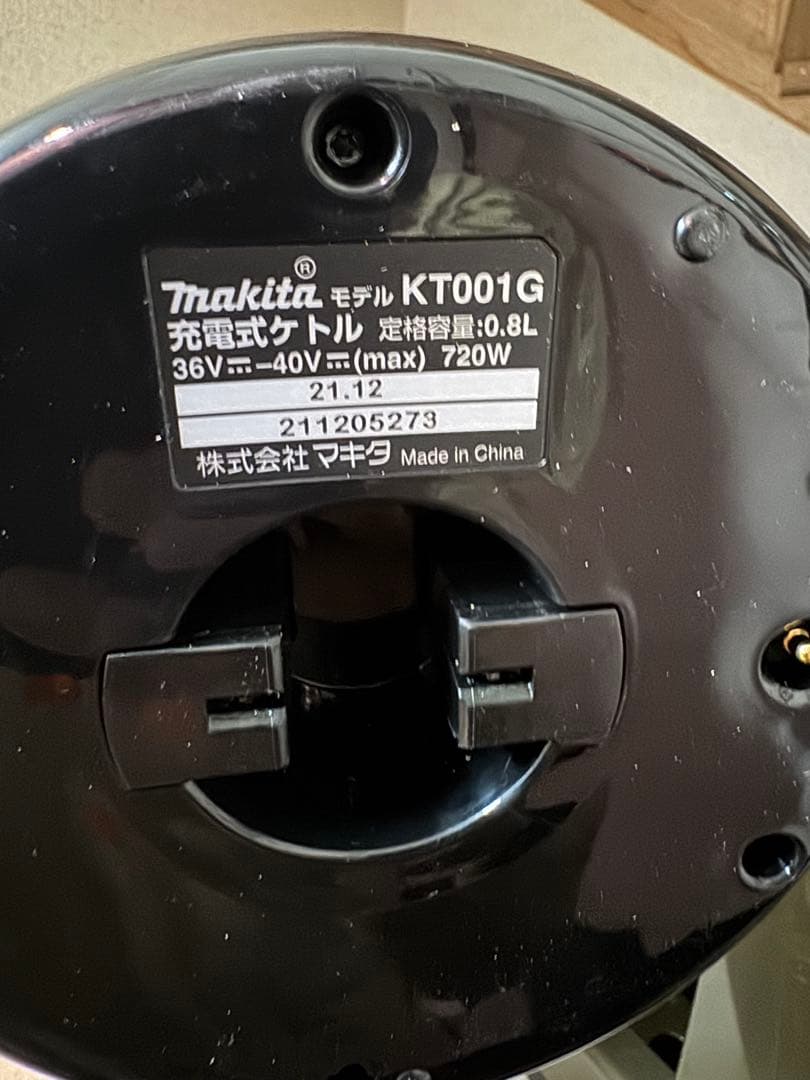 makita® モデル KT001G
充電式ケトル 定格容量:0.8L
36V⎓-40V⎓(max) 720W
21.12
211205273
株式会社 マキタ Made in China